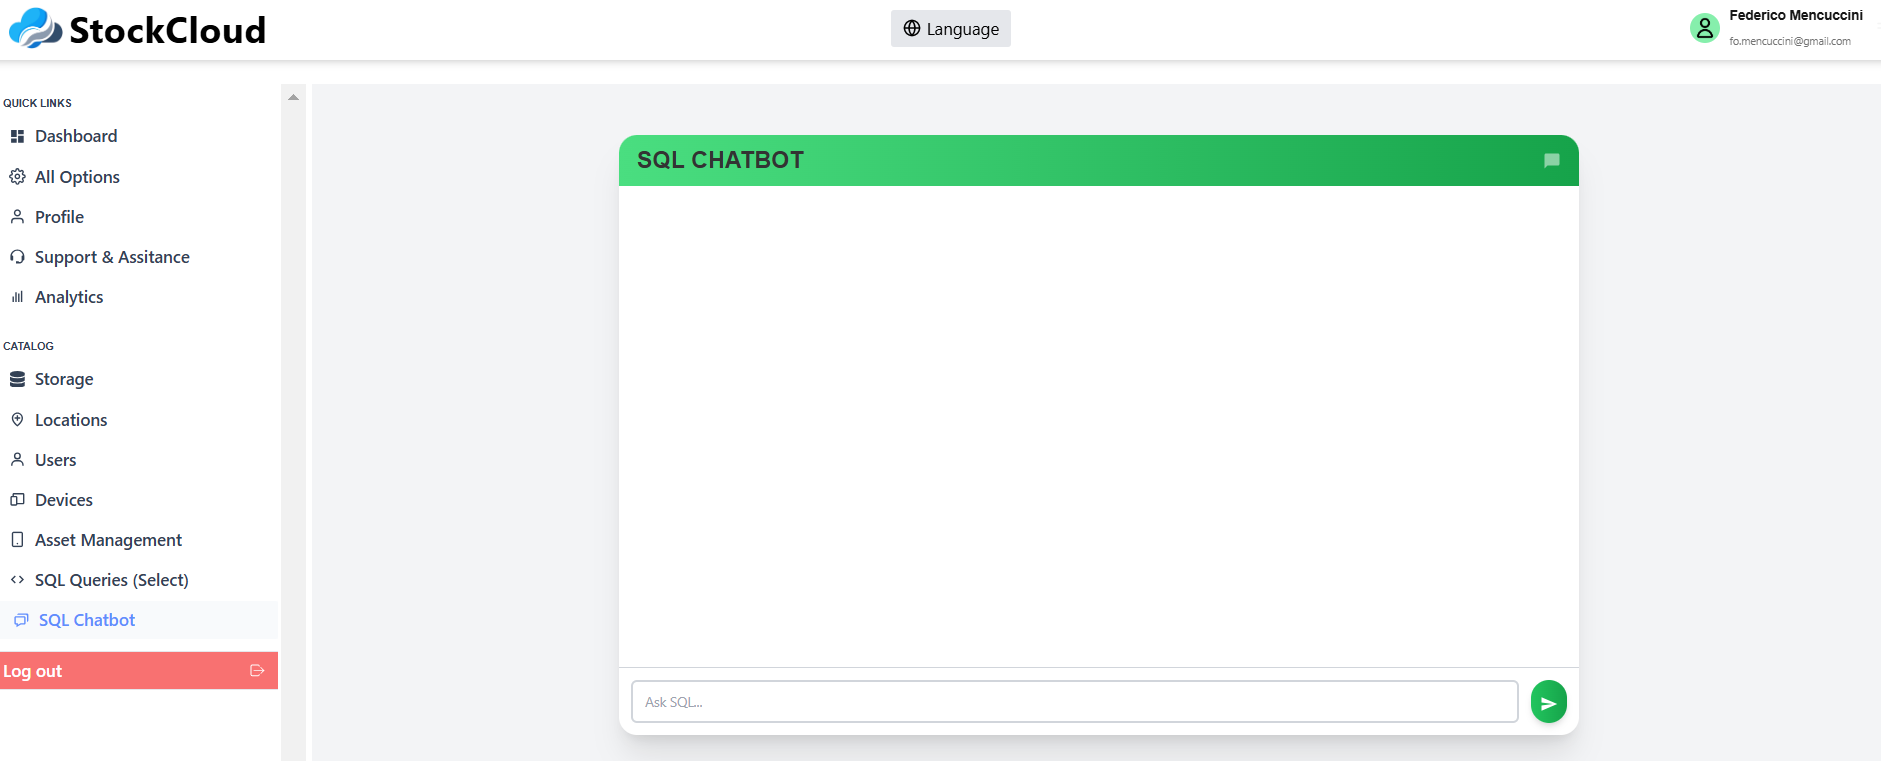 StockCloud
Language
Federico Mencuccini
fo.mencuccini@gmail.com
QUICK LINKS
Dashboard
All Options
Profile
Support & Assitance
Analytics
CATALOG
Storage
Locations
Users
Devices
Asset Management
SQL Queries (Select)
SQL Chatbot
Log out
SQL CHATBOT
Ask SQL...